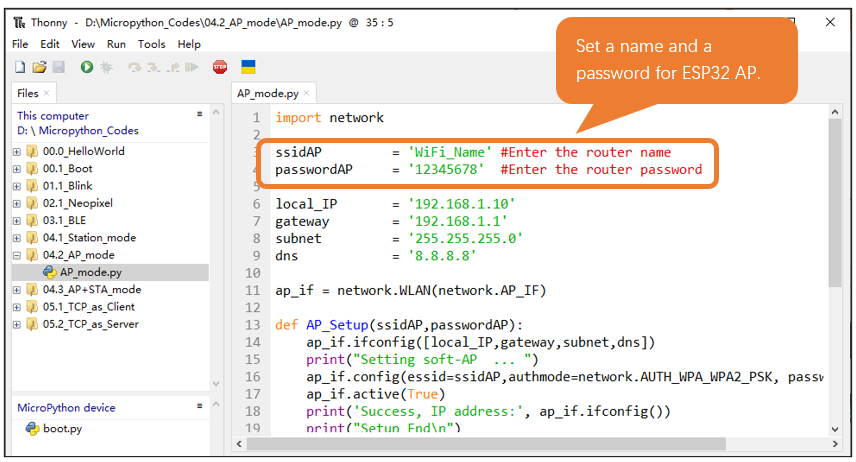 Thonny - D:\Micropython_Codes\04.2_AP_mode\AP_mode.py @ 35 : 5
File Edit View Run Tools Help
STOP
Set a name and a
password for ESP32 AP.
Files ×
This computer
D: \ Micropython_Codes
00.0_HelloWorld
00.1_Boot
01.1_Blink
02.1_Neopixel
03.1_BLE
04.1_Station_mode
04.2_AP_mode
AP_mode.py
04.3_AP+STA_mode
05.1_TCP_as_Client
05.2_TCP_as_Server
MicroPython device
boot.py
AP_mode.py ×
1 import network
2
ssidAP = 'WiFi_Name' #Enter the router name
passwordAP = '12345678' #Enter the router password
6 local_IP = '192.168.1.10'
7 gateway = '192.168.1.1'
8 subnet = '255.255.255.0'
9 dns = '8.8.8.8'
10
11 ap_if = network.WLAN(network.AP_IF)
12
13 def AP_Setup(ssidAP,passwordAP):
14 ap_if.ifconfig([local_IP,gateway,subnet,dns])
15 print("Setting soft-AP ... ")
16 ap_if.config(essid=ssidAP,authmode=network.AUTH_WPA_WPA2_PSK, passw
17 ap_if.active(True)
18 print('Success, IP address:', ap_if.ifconfig())
19 print("Setup End\n")